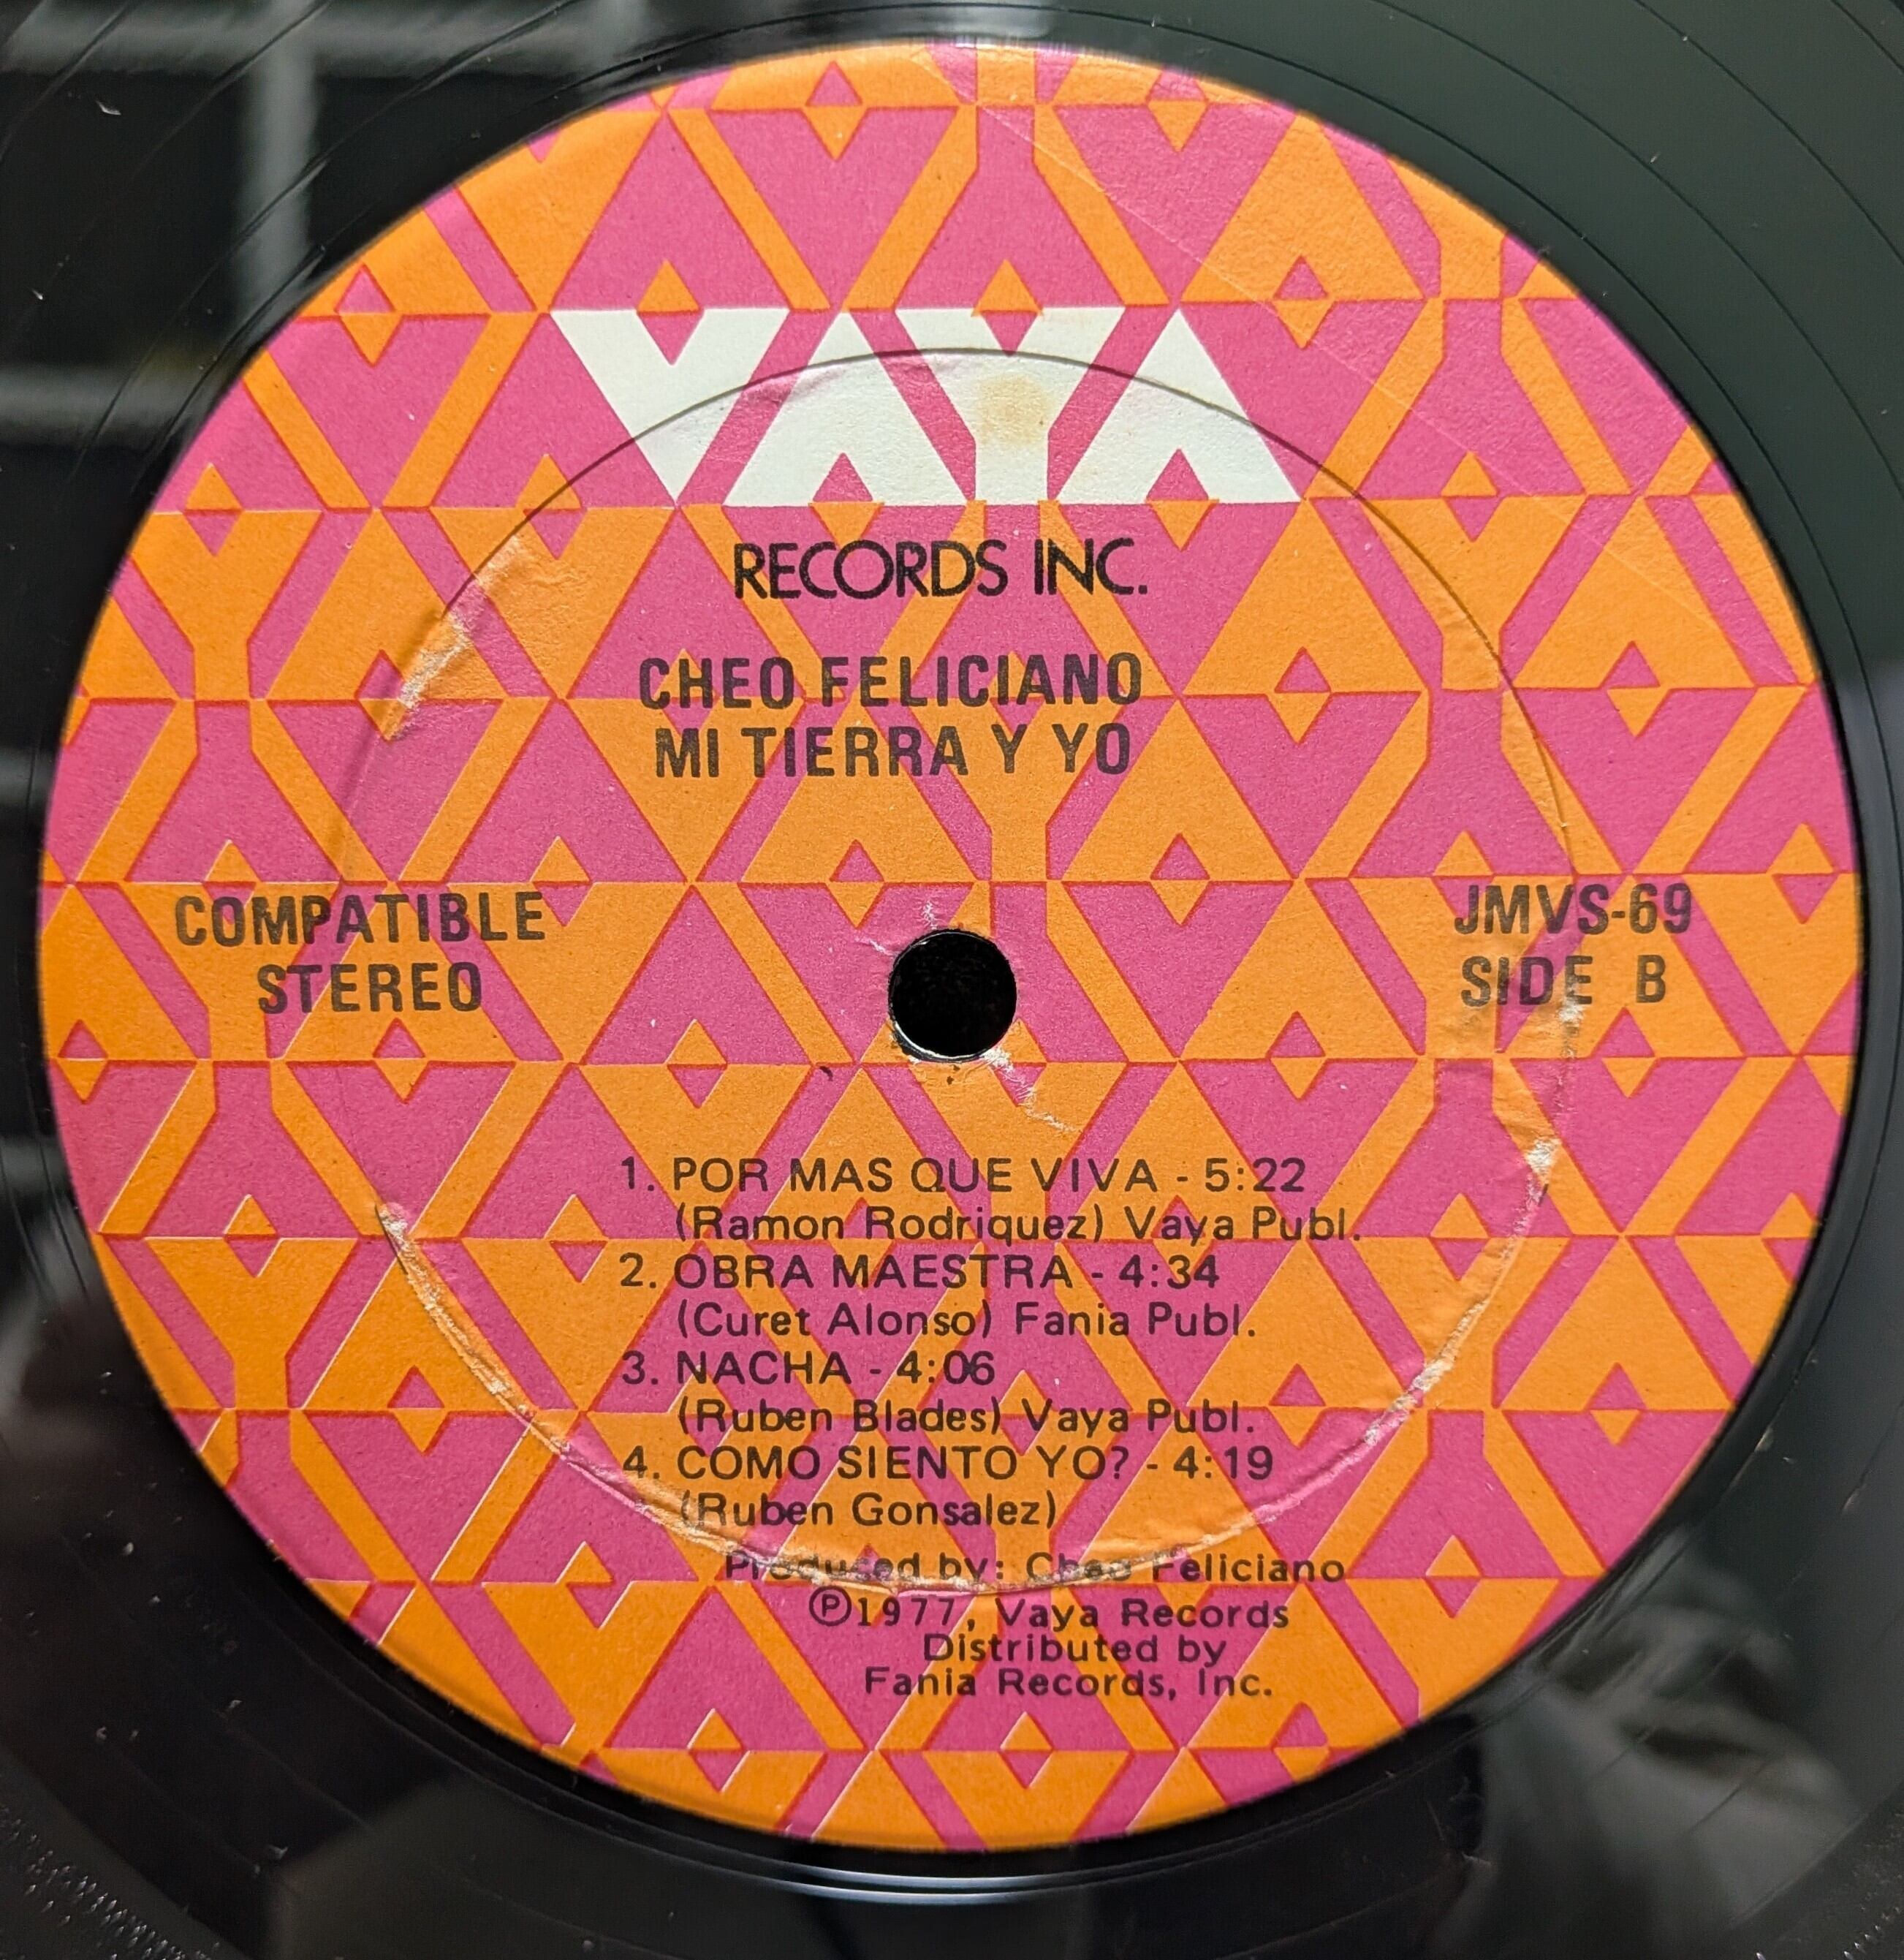 VAYA
RECORDS INC.
CHEO FELICIANO
MI TIERRA Y YO
COMPATIBLE
STEREO
JMVS-69
SIDE B
1. POR MAS QUE VIVA - 5:22
(Ramon Rodriquez) Vaya Publ.
2. OBRA MAESTRA - 4:34
(Curet Alonso) Fania Publ.
3. NACHA - 4:06
(Ruben Blades) Vaya Publ.
4. COMO SIENTO YO? - 4:19
(Ruben Gonsalez)
Produced by: Cheo Feliciano
Ⓟ1977, Vaya Records
Distributed by
Fania Records, Inc.